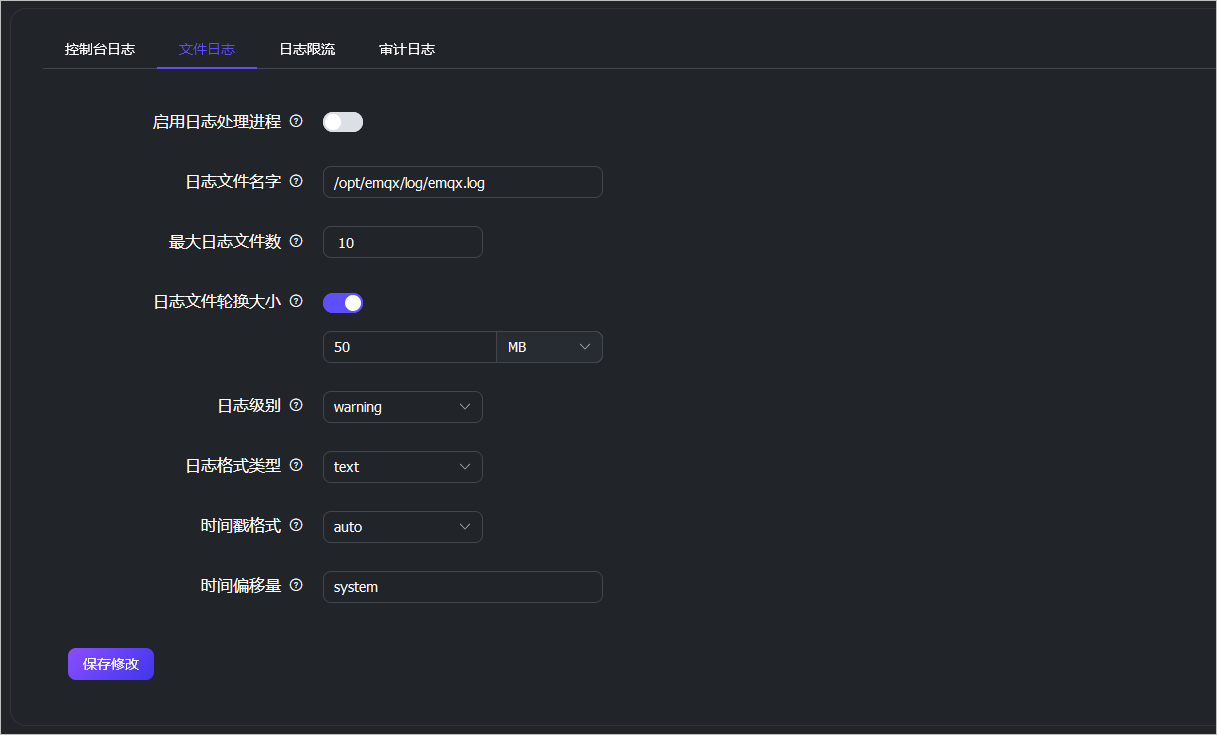 控制台日志 文件日志 日志限流 审计日志
启用日志处理进程
日志文件名字 /opt/emqx/log/emqx.log
最大日志文件数 10
日志文件轮换大小
50 MB
日志级别 warning
日志格式类型 text
时间戳格式 auto
时间偏移量 system
保存修改